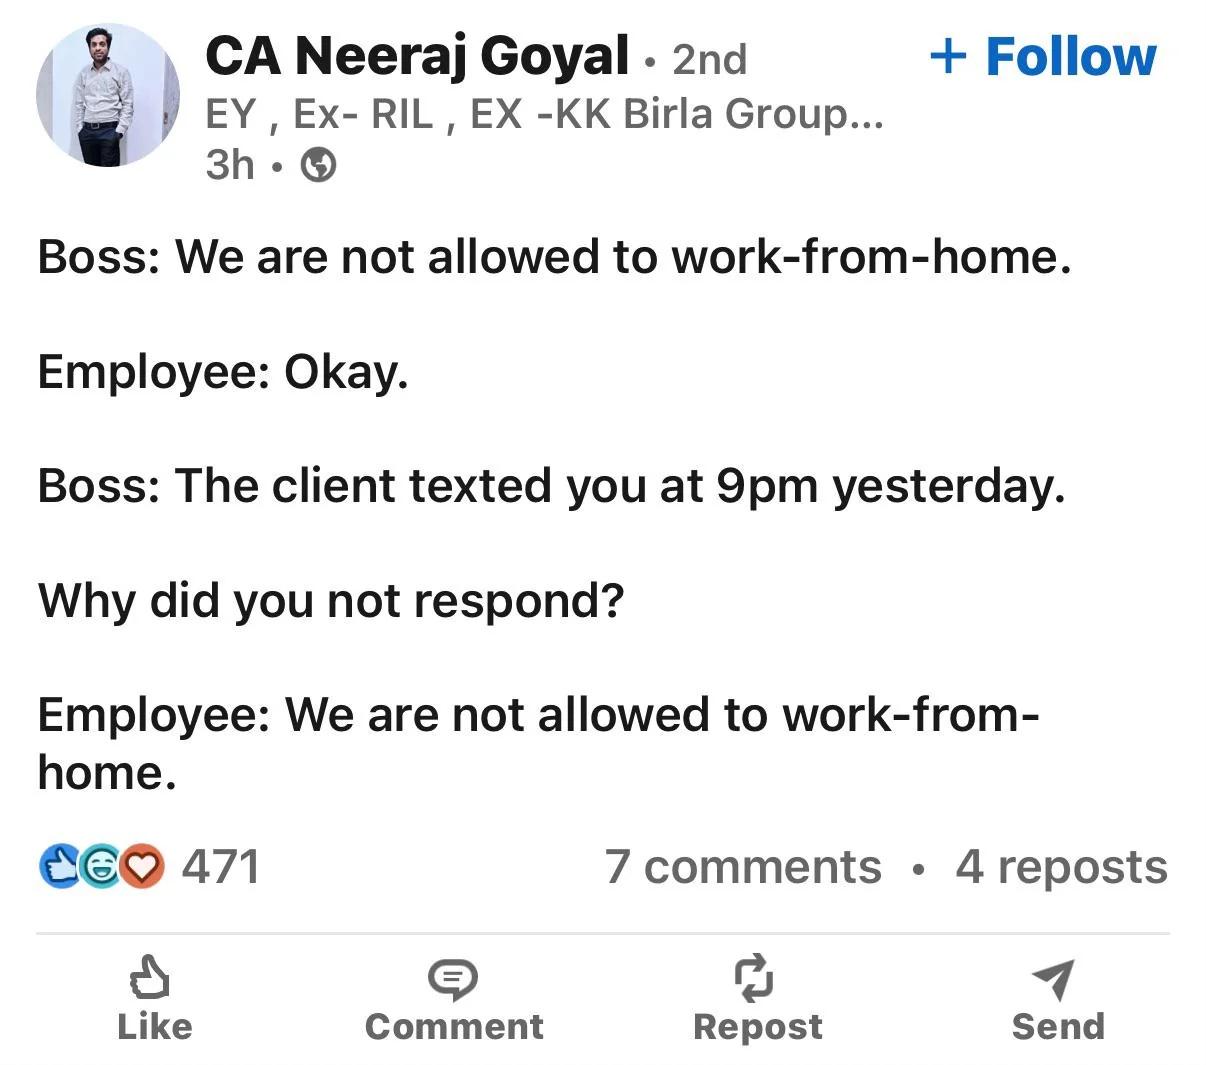 CA Neeraj Goyal • 2nd
+ Follow
EY , Ex- RIL , EX -KK Birla Group...
3h •
Boss: We are not allowed to work-from-home.
Employee: Okay.
Boss: The client texted you at 9pm yesterday.
Why did you not respond?
Employee: We are not allowed to work-from-
home.
471
7 comments • 4 reposts
Like
Comment
Repost
Send